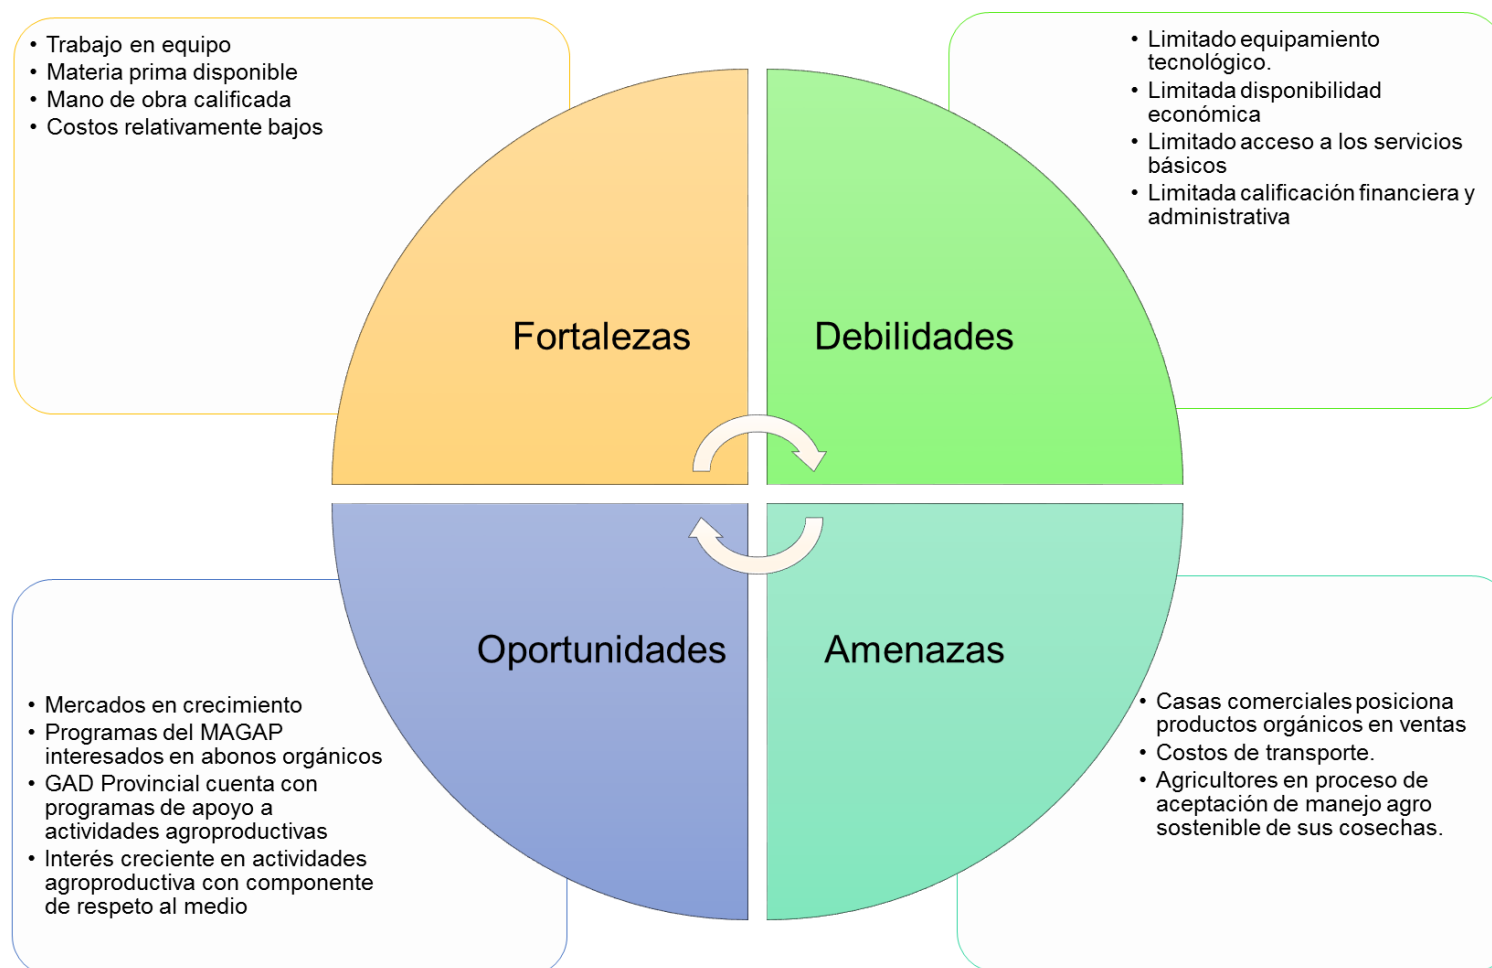 • Trabajo en equipo
• Materia prima disponible
• Mano de obra calificada
• Costos relativamente bajos
• Limitado equipamiento
tecnológico.
• Limitada disponibilidad
económica
• Limitado acceso a los servicios
básicos
• Limitada calificación financiera y
administrativa
Fortalezas
Debilidades
Oportunidades
Amenazas
• Mercados en crecimiento
• Programas del MAGAP
interesados en abonos orgánicos
• GAD Provincial cuenta con
programas de apoyo a
actividades agroproductivas
• Interés creciente en actividades
agroproductiva con componente
de respeto al medio
• Casas comerciales posiciona
productos orgánicos en ventas
• Costos de transporte.
• Agricultores en proceso de
aceptación de manejo agro
sostenible de sus cosechas.